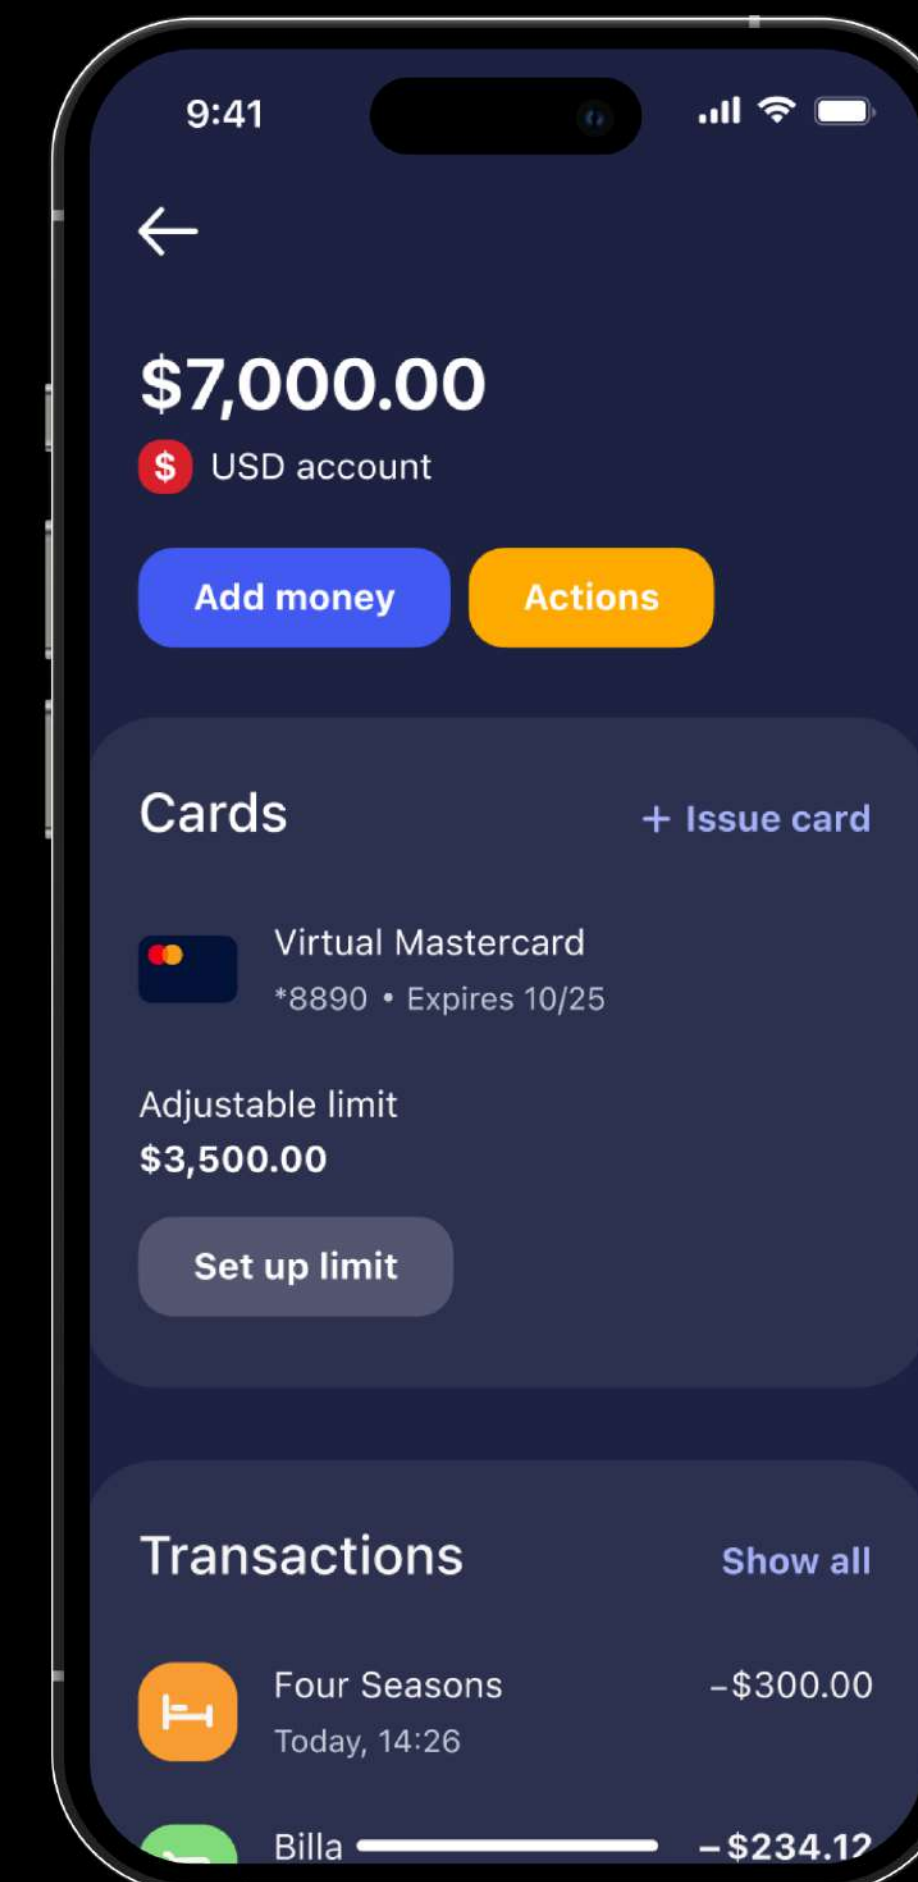 9:41
$7,000.00
$ USD account
Add money Actions
Cards + Issue card
Virtual Mastercard
*8890 • Expires 10/25
Adjustable limit
$3,500.00
Set up limit
Transactions Show all
Four Seasons –$300.00
Today, 14:26
Billa –$234.12